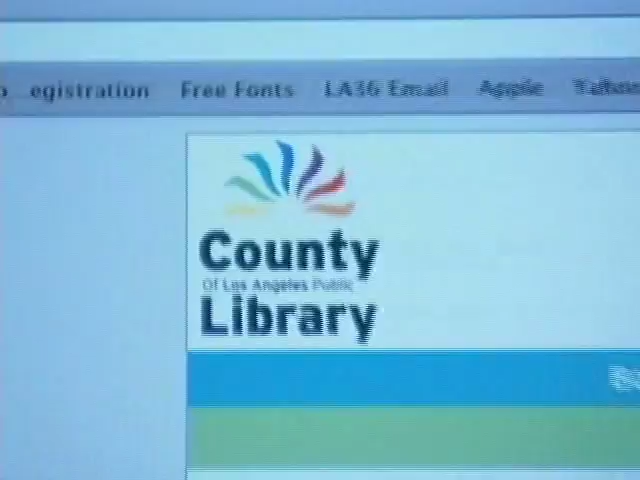 egistration Free Fonts LA36 Email Apple
County
Of Los Angeles Public
Library